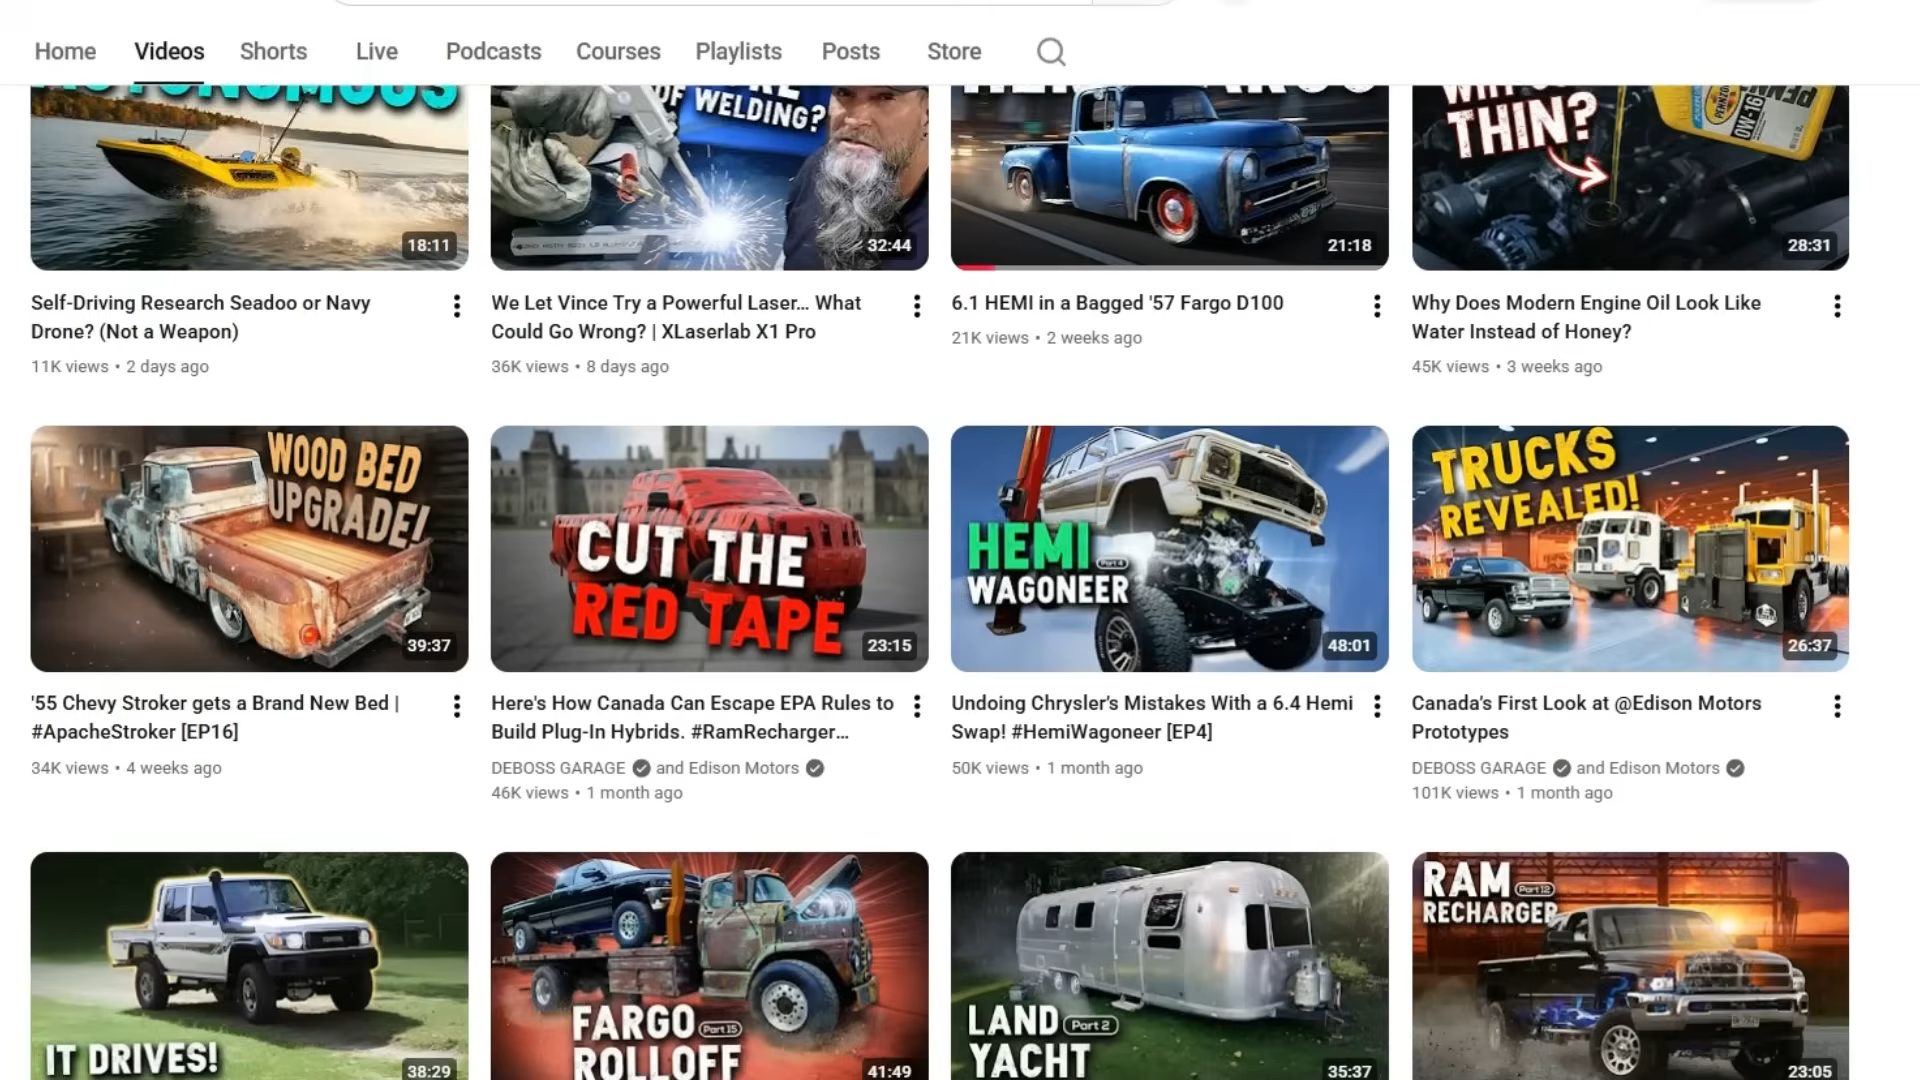 Home Videos Shorts Live Podcasts Courses Playlists Posts Store
OF WELDING?
THIN?
PENNZOIL
0W-16
18:11
32:44
21:18
28:31
Self-Driving Research Seadoo or Navy
Drone? (Not a Weapon)
11K views • 2 days ago
We Let Vince Try a Powerful Laser... What
Could Go Wrong? | XLaserlab X1 Pro
36K views • 8 days ago
6.1 HEMI in a Bagged '57 Fargo D100
21K views • 2 weeks ago
Why Does Modern Engine Oil Look Like
Water Instead of Honey?
45K views • 3 weeks ago
WOOD BED
UPGRADE!
39:37
CUT THE
RED TAPE
23:15
HEMI Part 4
WAGONEER
48:01
TRUCKS
REVEALED!
26:37
'55 Chevy Stroker gets a Brand New Bed |
#ApacheStroker [EP16]
34K views • 4 weeks ago
Here's How Canada Can Escape EPA Rules to
Build Plug-In Hybrids. #RamRecharger...
DEBOSS GARAGE and Edison Motors
46K views • 1 month ago
Undoing Chrysler's Mistakes With a 6.4 Hemi
Swap! #HemiWagoneer [EP4]
50K views • 1 month ago
Canada's First Look at @Edison Motors
Prototypes
DEBOSS GARAGE and Edison Motors
101K views • 1 month ago
IT DRIVES!
38:29
FARGO Part 15
ROLLOFF
41:49
LAND Part 2
YACHT
35:37
RAM Part 12
RECHARGER
23:05